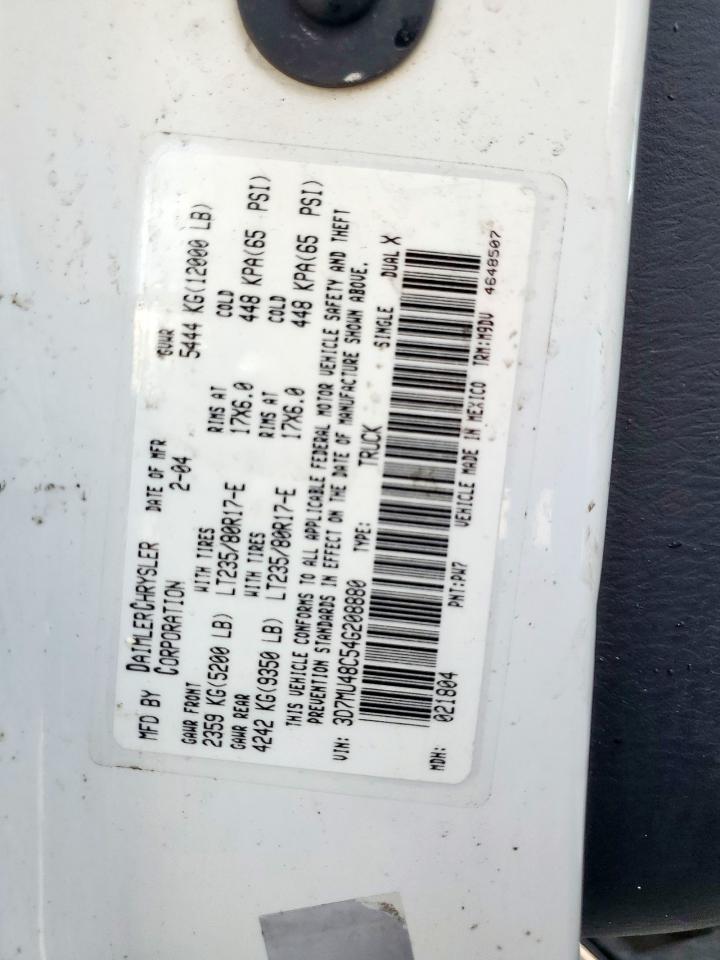 MFD BY DAIMLERCHRYSLER CORPORATION DATE OF MFR 2-04 GVWR 5444 KG(12000 LB)
GAWR FRONT WITH TIRES RIMS AT COLD
2359 KG(5200 LB) LT235/80R17-E 17X6.0 448 KPA(65 PSI)
GAWR REAR WITH TIRES RIMS AT COLD
4242 KG(9350 LB) LT235/80R17-E 17X6.0 448 KPA(65 PSI)
THIS VEHICLE CONFORMS TO ALL APPLICABLE FEDERAL MOTOR VEHICLE SAFETY AND THEFT
PREVENTION STANDARDS IN EFFECT ON THE DATE OF MANUFACTURE SHOWN ABOVE.
VIN: 3D7MU48C54G208880 TYPE: TRUCK SINGLE DUAL X
MDH: 021804 PNT:PW7 VEHICLE MADE IN MEXICO TRM:M9DV 4648507